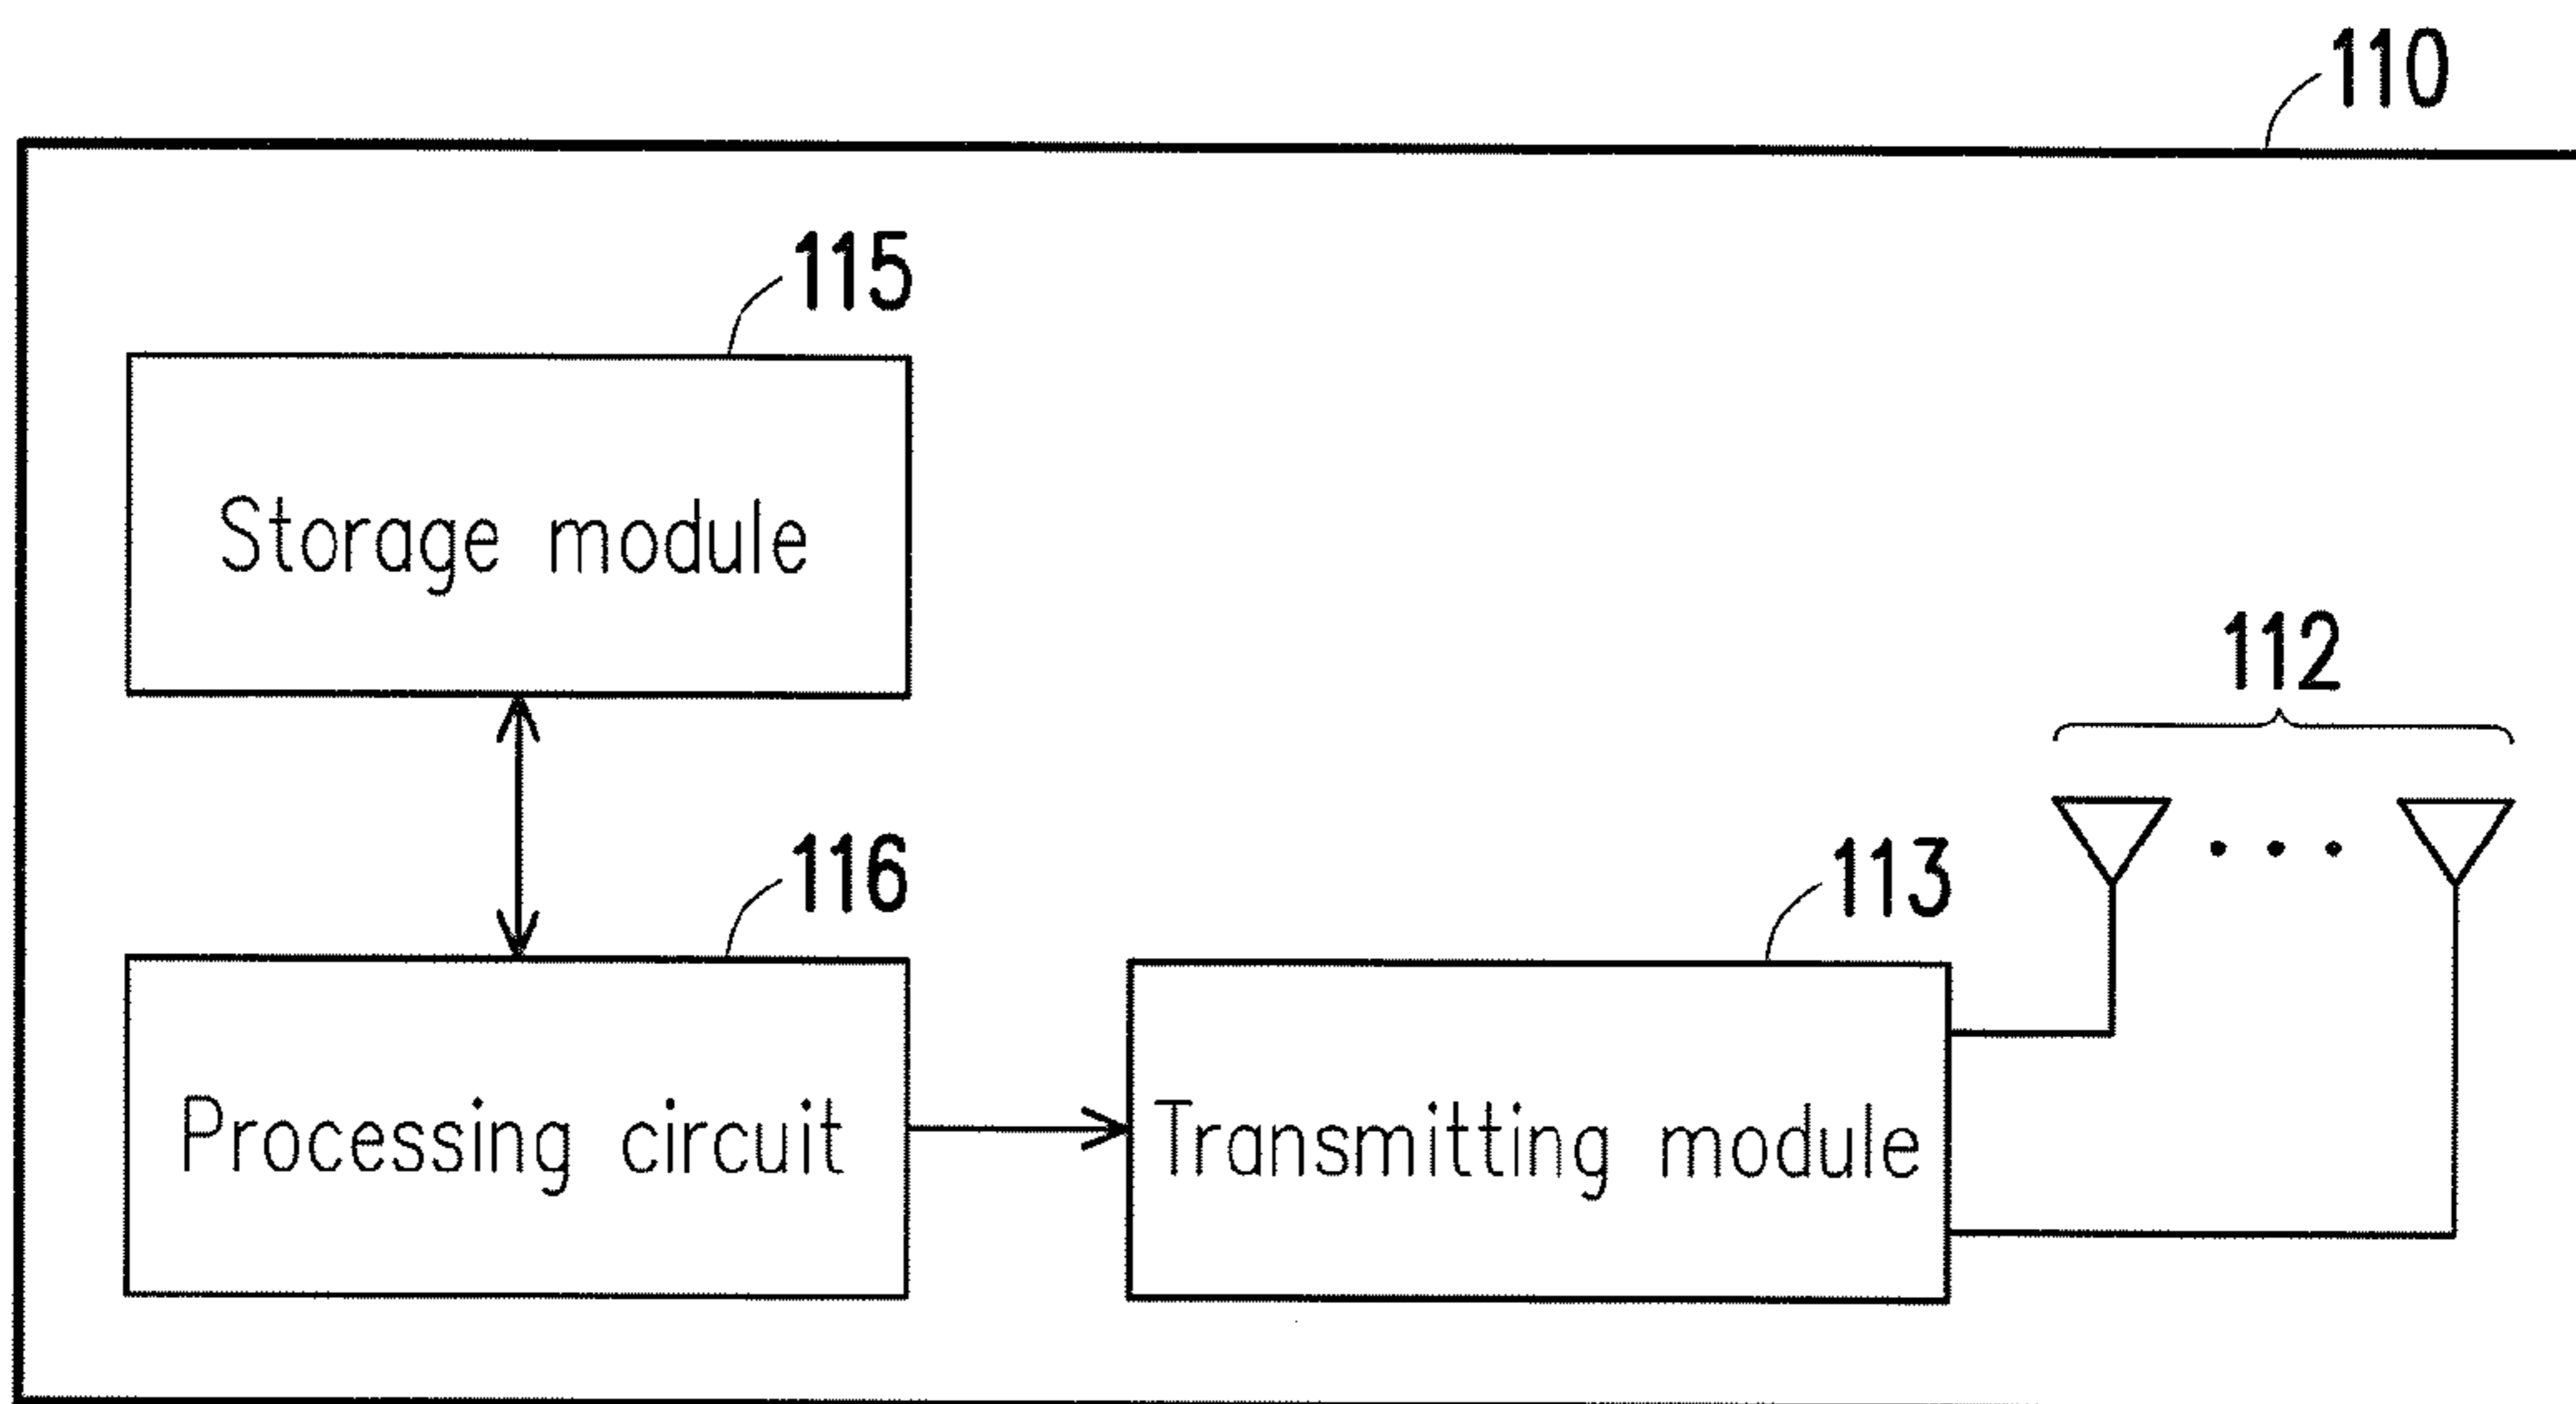 110
115
Storage module
112
116
113
Processing circuit
Transmitting module